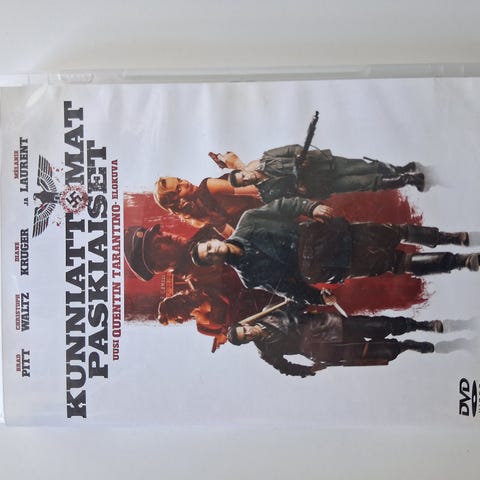 BRAD PITT CHRISTOPH WALTZ DIANE KRUGER JA MÉLANIE LAURENT
KUNNIATTOMAT
PASKIAISET
UUSI QUENTIN TARANTINO-ELOKUVA
DVD